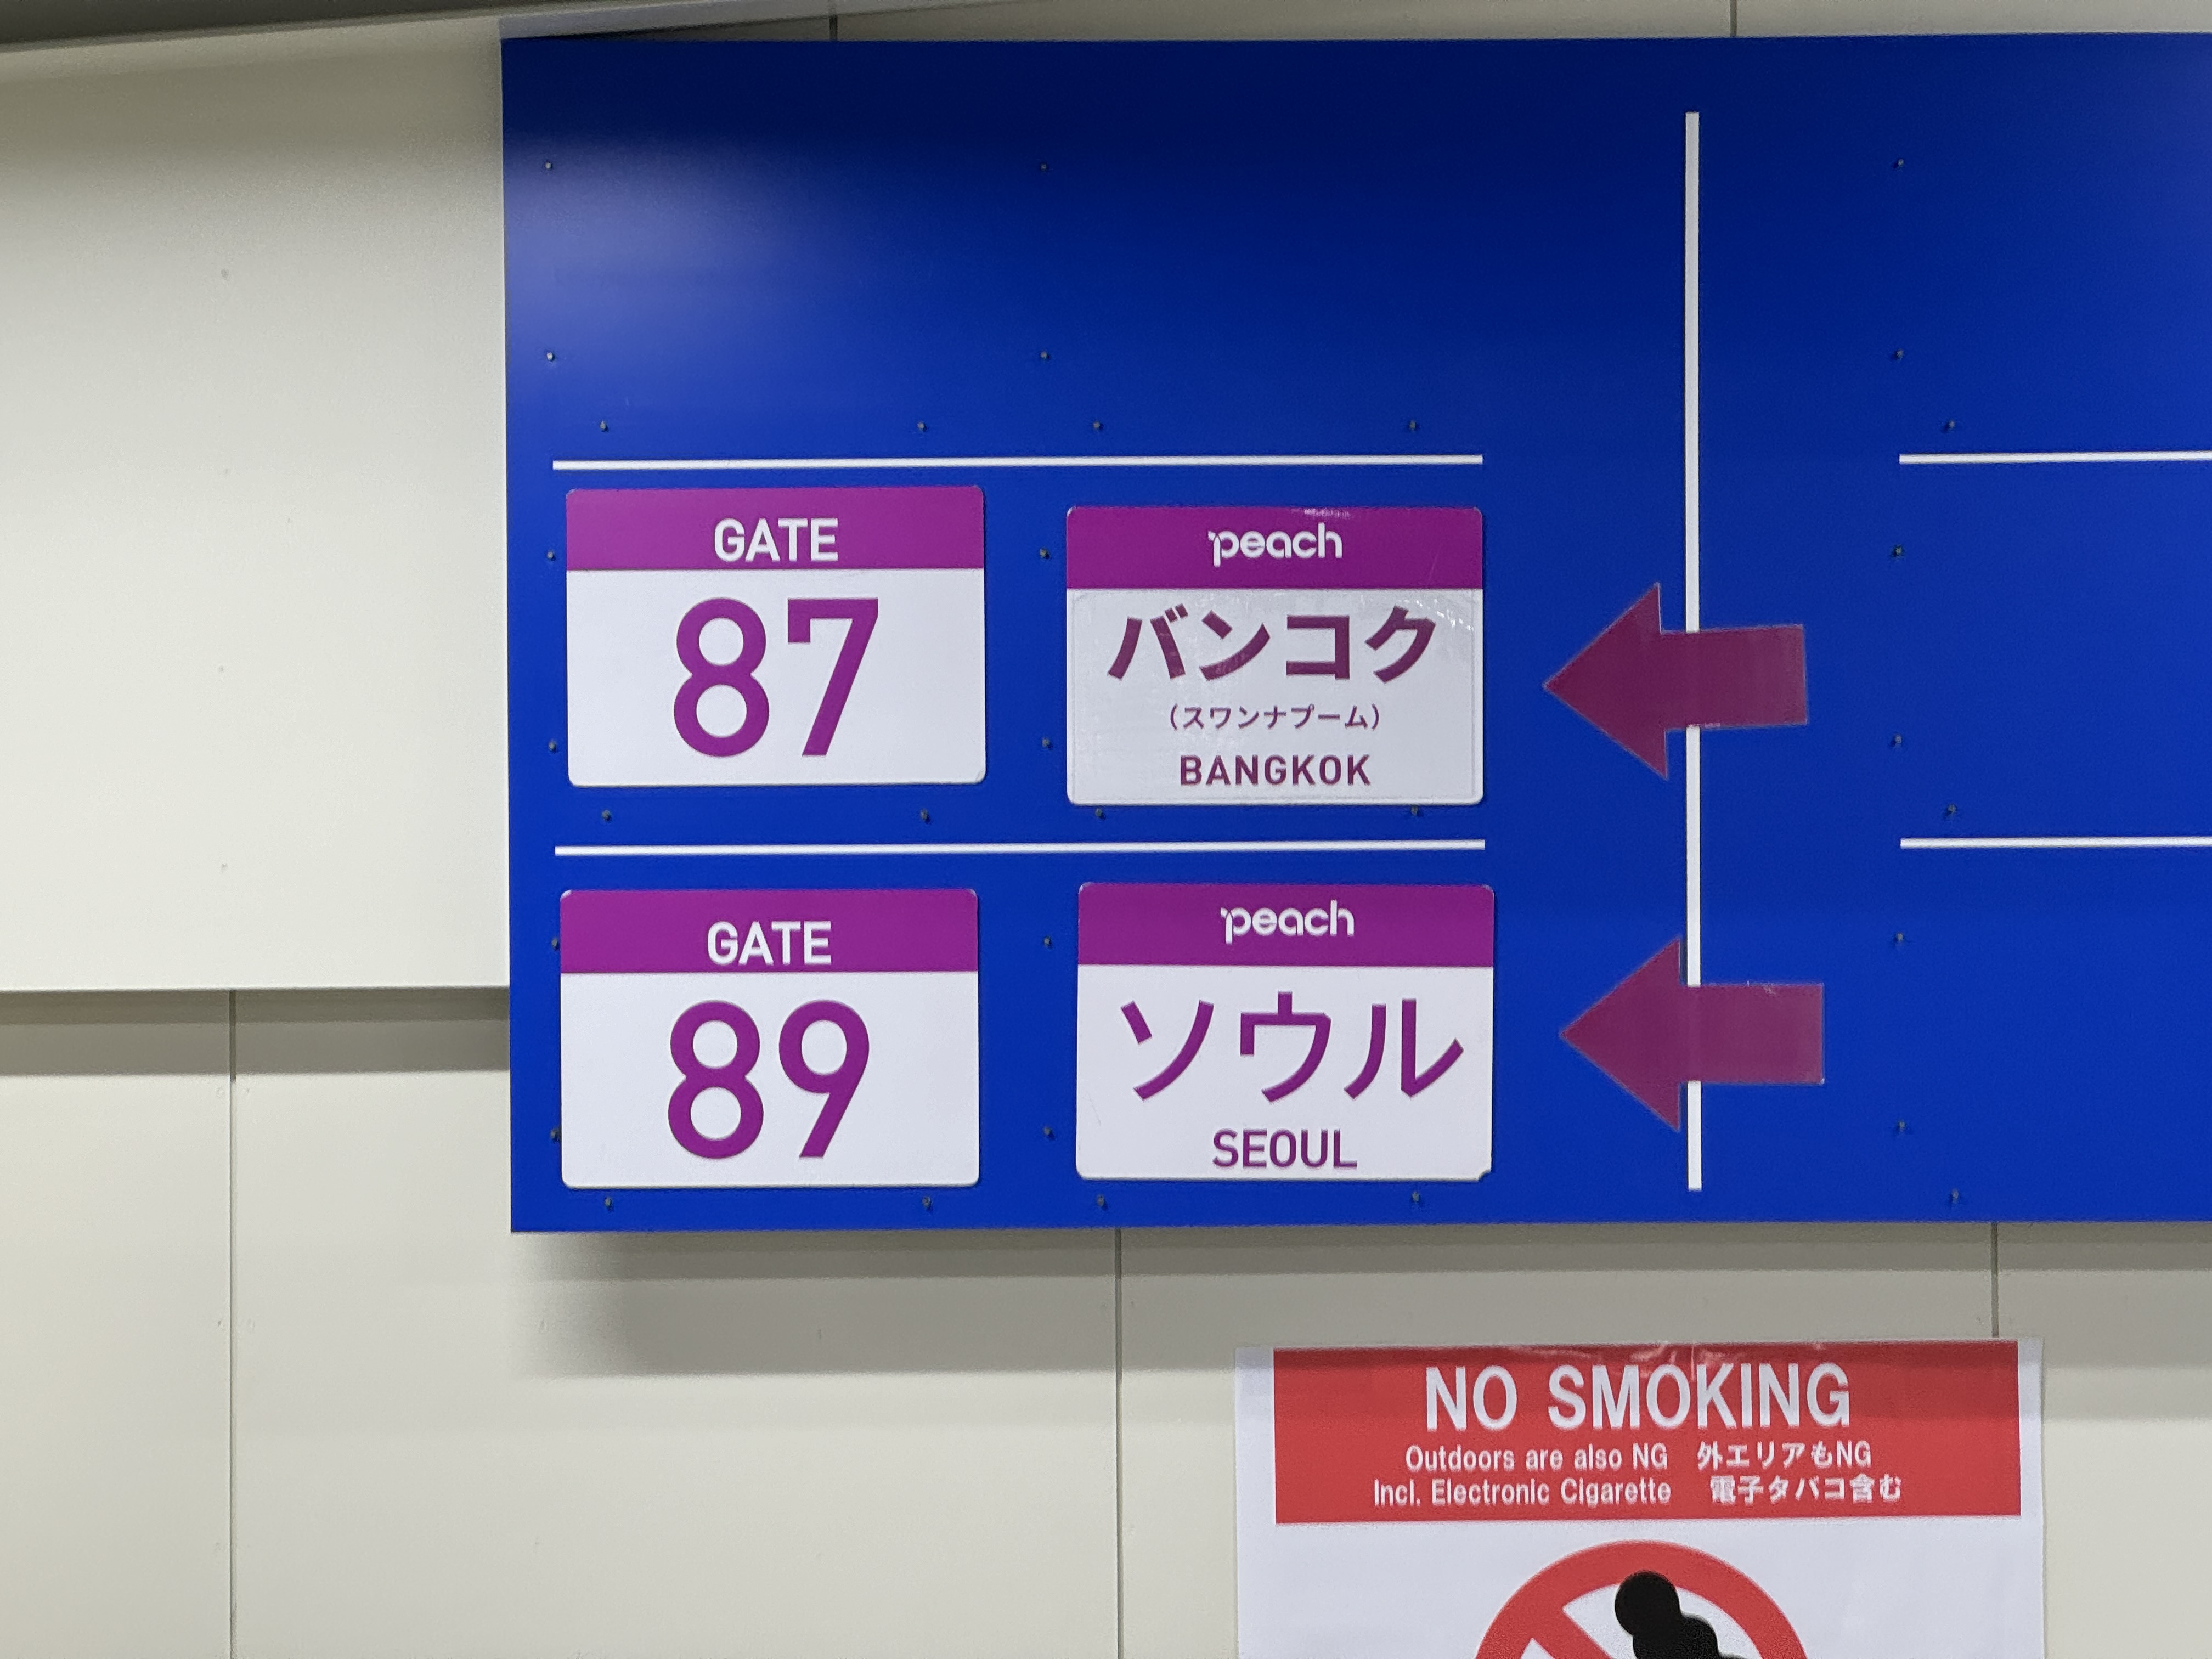 GATE
87
peach
バンコク
(スワンナプーム)
BANGKOK
GATE
89
peach
ソウル
SEOUL
NO SMOKING
Outdoors are also NG 外エリアもNG
Incl. Electronic Cigarette 電子タバコ含む